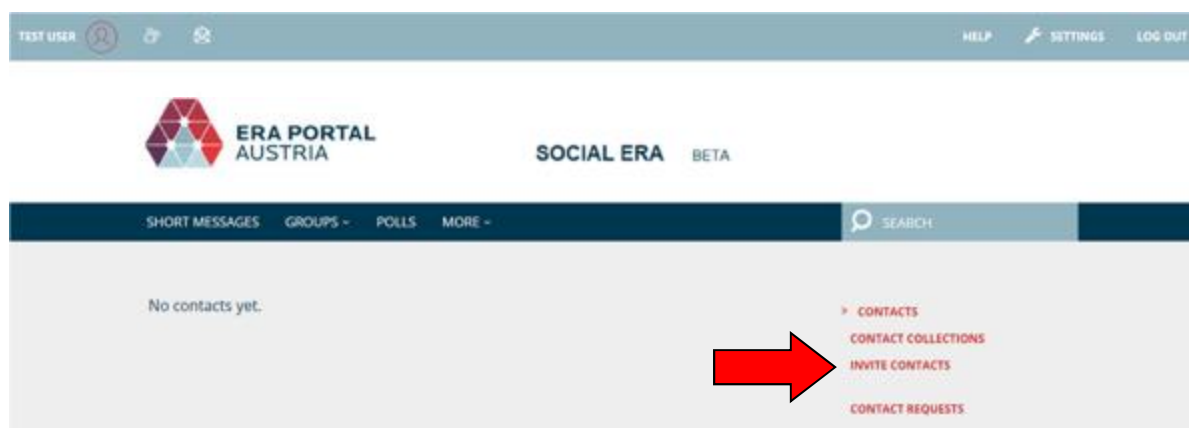 TEST USER
HELP SETTINGS LOG OUT
ERA PORTAL
AUSTRIA
SOCIAL ERA BETA
SHORT MESSAGES GROUPS POLLS MORE
SEARCH
No contacts yet.
> CONTACTS
CONTACT COLLECTIONS
INVITE CONTACTS
CONTACT REQUESTS